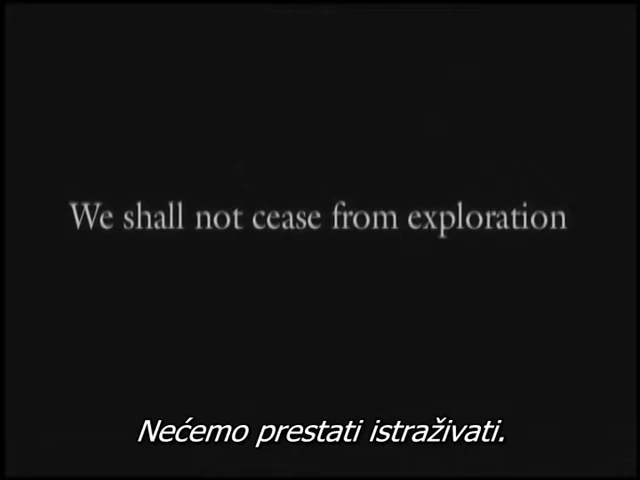 We shall not cease from exploration
Nećemo prestati istraživati.